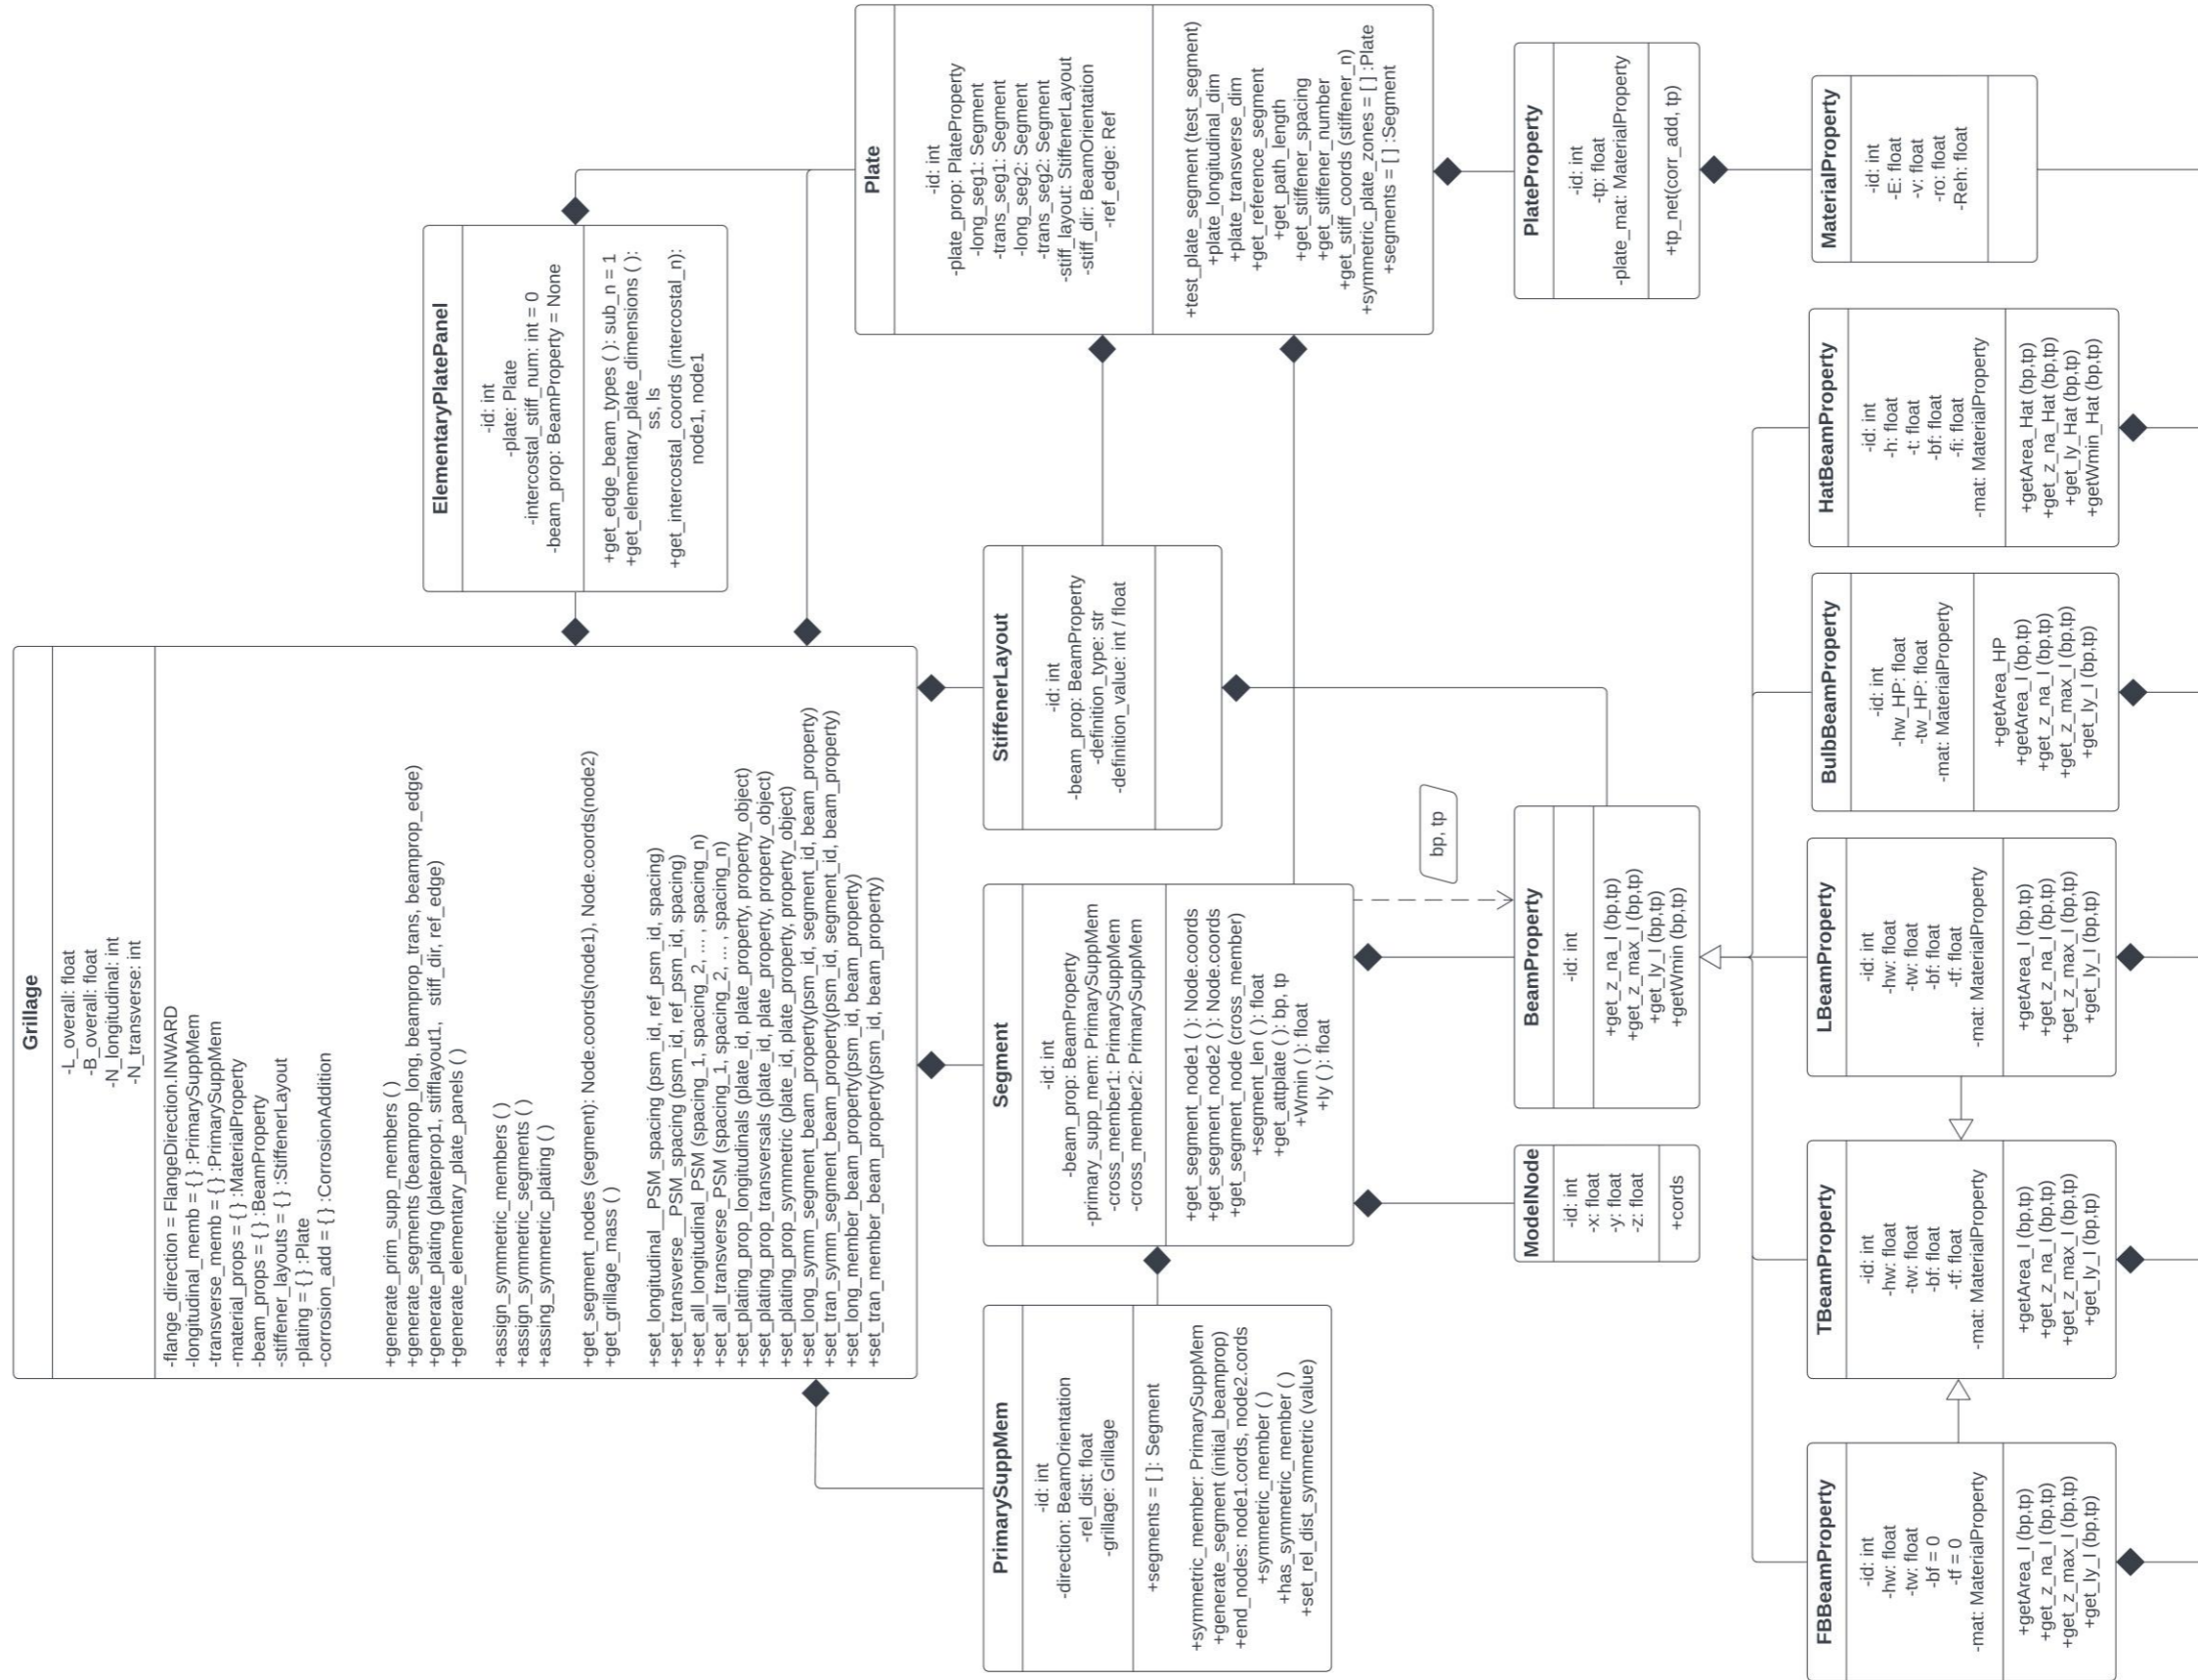 Grillage
-L_overall: float
-B_overall: float
-N_longitudinal: int
-N_transverse: int
-flange_direction = FlangeDirection.INWARD
-longitudinal_memb = { } :PrimarySuppMem
-transverse_memb = { } :PrimarySuppMem
-material_props = { } :MaterialProperty
-beam_props = { } :BeamProperty
-stiffener_layouts = { } :StiffenerLayout
-plating = { } :Plate
-corrosion_add = { } :CorrosionAddition
+generate_prim_supp_members ( )
+generate_segments (beamprop_long, beamprop_trans, beamprop_edge)
+generate_plating (plateprop1, stifflayout1, stiff_dir, ref_edge)
+generate_elementary_plate_panels ( )
+assign_symmetric_members ( )
+assign_symmetric_segments ( )
+assing_symmetric_plating ( )
+get_segment_nodes (segment): Node.coords(node1), Node.coords(node2)
+get_grillage_mass ( )
+set_longitudinal__PSM_spacing (psm_id, ref_psm_id, spacing)
+set_transverse__PSM_spacing (psm_id, ref_psm_id, spacing)
+set_all_longitudinal_PSM (spacing_1, spacing_2, ... , spacing_n)
+set_all_transverse_PSM (spacing_1, spacing_2, ... , spacing_n)
+set_plating_prop_longitudinals (plate_id, plate_property, property_object)
+set_plating_prop_transversals (plate_id, plate_property, property_object)
+set_plating_prop_symmetric (plate_id, plate_property, property_object)
+set_long_symm_segment_beam_property(psm_id, segment_id, beam_property)
+set_tran_symm_segment_beam_property(psm_id, segment_id, beam_property)
+set_long_member_beam_property(psm_id, beam_property)
+set_tran_member_beam_property(psm_id, beam_property)
ElementaryPlatePanel
-id: int
-plate: Plate
-intercostal_stiff_num: int = 0
-beam_prop: BeamProperty = None
+get_edge_beam_types ( ): sub_n = 1
+get_elementary_plate_dimensions ( ):
ss, ls
+get_intercostal_coords (intercostal_n):
node1, node1
Plate
-id: int
-plate_prop: PlateProperty
-long_seg1: Segment
-trans_seg1: Segment
-long_seg2: Segment
-trans_seg2: Segment
-stiff_layout: StiffenerLayout
-stiff_dir: BeamOrientation
-ref_edge: Ref
+test_plate_segment (test_segment)
+plate_longitudinal_dim
+plate_transverse_dim
+get_reference_segment
+get_path_length
+get_stiffener_spacing
+get_stiffener_number
+get_stiff_coords (stiffener_n)
+symmetric_plate_zones = [ ] :Plate
+segments = [ ] :Segment
PrimarySuppMem
-id: int
-direction: BeamOrientation
-rel_dist: float
-grillage: Grillage
+segments = [ ]: Segment
+symmetric_member: PrimarySuppMem
+generate_segment (initial_beamprop)
+end_nodes: node1.cords, node2.cords
+symmetric_member ( )
+has_symmetric_member ( )
+set_rel_dist_symmetric (value)
Segment
-id: int
-beam_prop: BeamProperty
-primary_supp_mem: PrimarySuppMem
-cross_member1: PrimarySuppMem
-cross_member2: PrimarySuppMem
+get_segment_node1 ( ): Node.coords
+get_segment_node2 ( ): Node.coords
+get_segment_node (cross_member)
+segment_len ( ): float
+get_attplate ( ): bp, tp
+Wmin ( ): float
+Iy ( ): float
StiffenerLayout
-id: int
-beam_prop: BeamProperty
-definition_type: str
-definition_value: int / float
bp, tp
ModelNode
-id: int
-x: float
-y: float
-z: float
+cords
BeamProperty
-id: int
+get_z_na_I (bp,tp)
+get_z_max_I (bp,tp)
+get_Iy_I (bp,tp)
+getWmin (bp,tp)
PlateProperty
-id: int
-tp: float
-plate_mat: MaterialProperty
+tp_net(corr_add, tp)
FBBeamProperty
-id: int
-hw: float
-tw: float
-bf = 0
-tf = 0
-mat: MaterialProperty
+getArea_I (bp,tp)
+get_z_na_I (bp,tp)
+get_z_max_I (bp,tp)
+get_Iy_I (bp,tp)
TBeamProperty
-id: int
-hw: float
-tw: float
-bf: float
-tf: float
-mat: MaterialProperty
+getArea_I (bp,tp)
+get_z_na_I (bp,tp)
+get_z_max_I (bp,tp)
+get_Iy_I (bp,tp)
LBeamProperty
-id: int
-hw: float
-tw: float
-bf: float
-tf: float
-mat: MaterialProperty
+getArea_I (bp,tp)
+get_z_na_I (bp,tp)
+get_z_max_I (bp,tp)
+get_Iy_I (bp,tp)
BulbBeamProperty
-id: int
-hw_HP: float
-tw_HP: float
-mat: MaterialProperty
+getArea_HP
+getArea_I (bp,tp)
+get_z_na_I (bp,tp)
+get_z_max_I (bp,tp)
+get_Iy_I (bp,tp)
HatBeamProperty
-id: int
-h: float
-t: float
-bf: float
-fi: float
-mat: MaterialProperty
+getArea_Hat (bp,tp)
+get_z_na_Hat (bp,tp)
+get_Iy_Hat (bp,tp)
+getWmin_Hat (bp,tp)
MaterialProperty
-id: int
-E: float
-v: float
-ro: float
-Reh: float